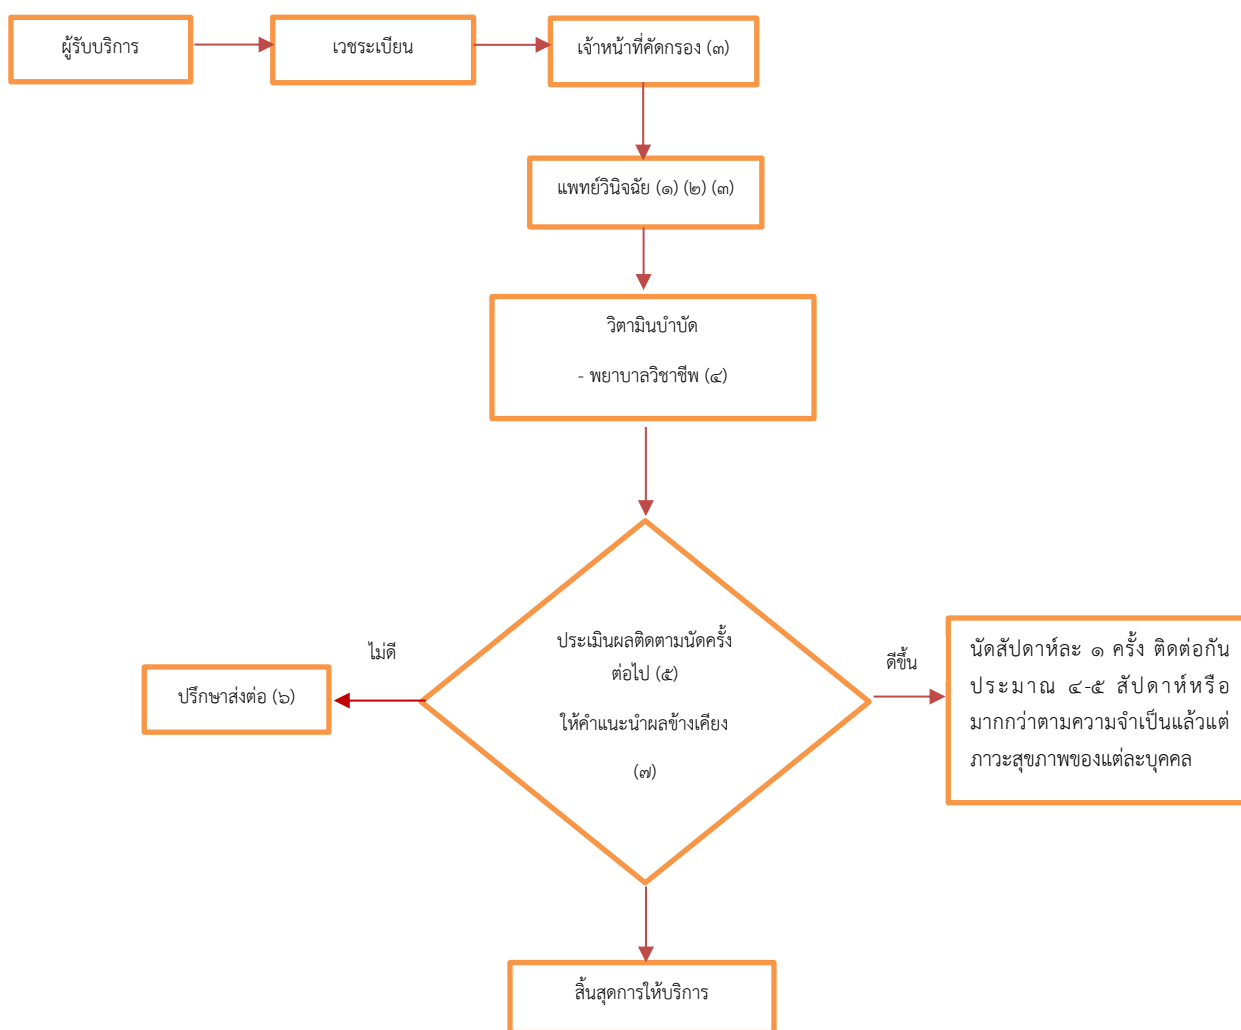 ผู้รับบริการ
เวชระเบียน
เจ้าหน้าที่คัดกรอง (๓)
แพทย์วินิจฉัย (๑) (๒) (๓)
วิตามินบำบัด
- พยาบาลวิชาชีพ (๔)
ประเมินผลติดตามนัดครั้ง
ต่อไป (๕)
ให้คำแนะนำผลข้างเคียง
(๗)
ไม่ดี
ปรึกษาส่งต่อ (๖)
ดีขึ้น
นัดสัปดาห์ละ ๑ ครั้ง ติดต่อกัน
ประมาณ ๔-๕ สัปดาห์หรือ
มากกว่าตามความจำเป็นแล้วแต่
ภาวะสุขภาพของแต่ละบุคคล
สิ้นสุดการให้บริการ